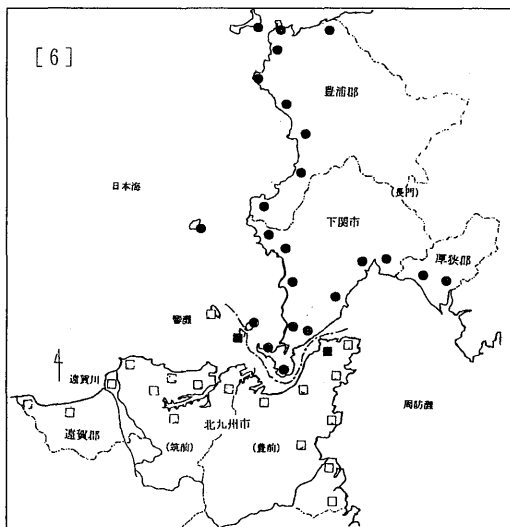 [6]
豊浦郡
日本海
(長門)
下関市
厚狭郡
響灘
遠賀川
周防灘
北九州市
遠賀郡
(筑前)
(豊前)